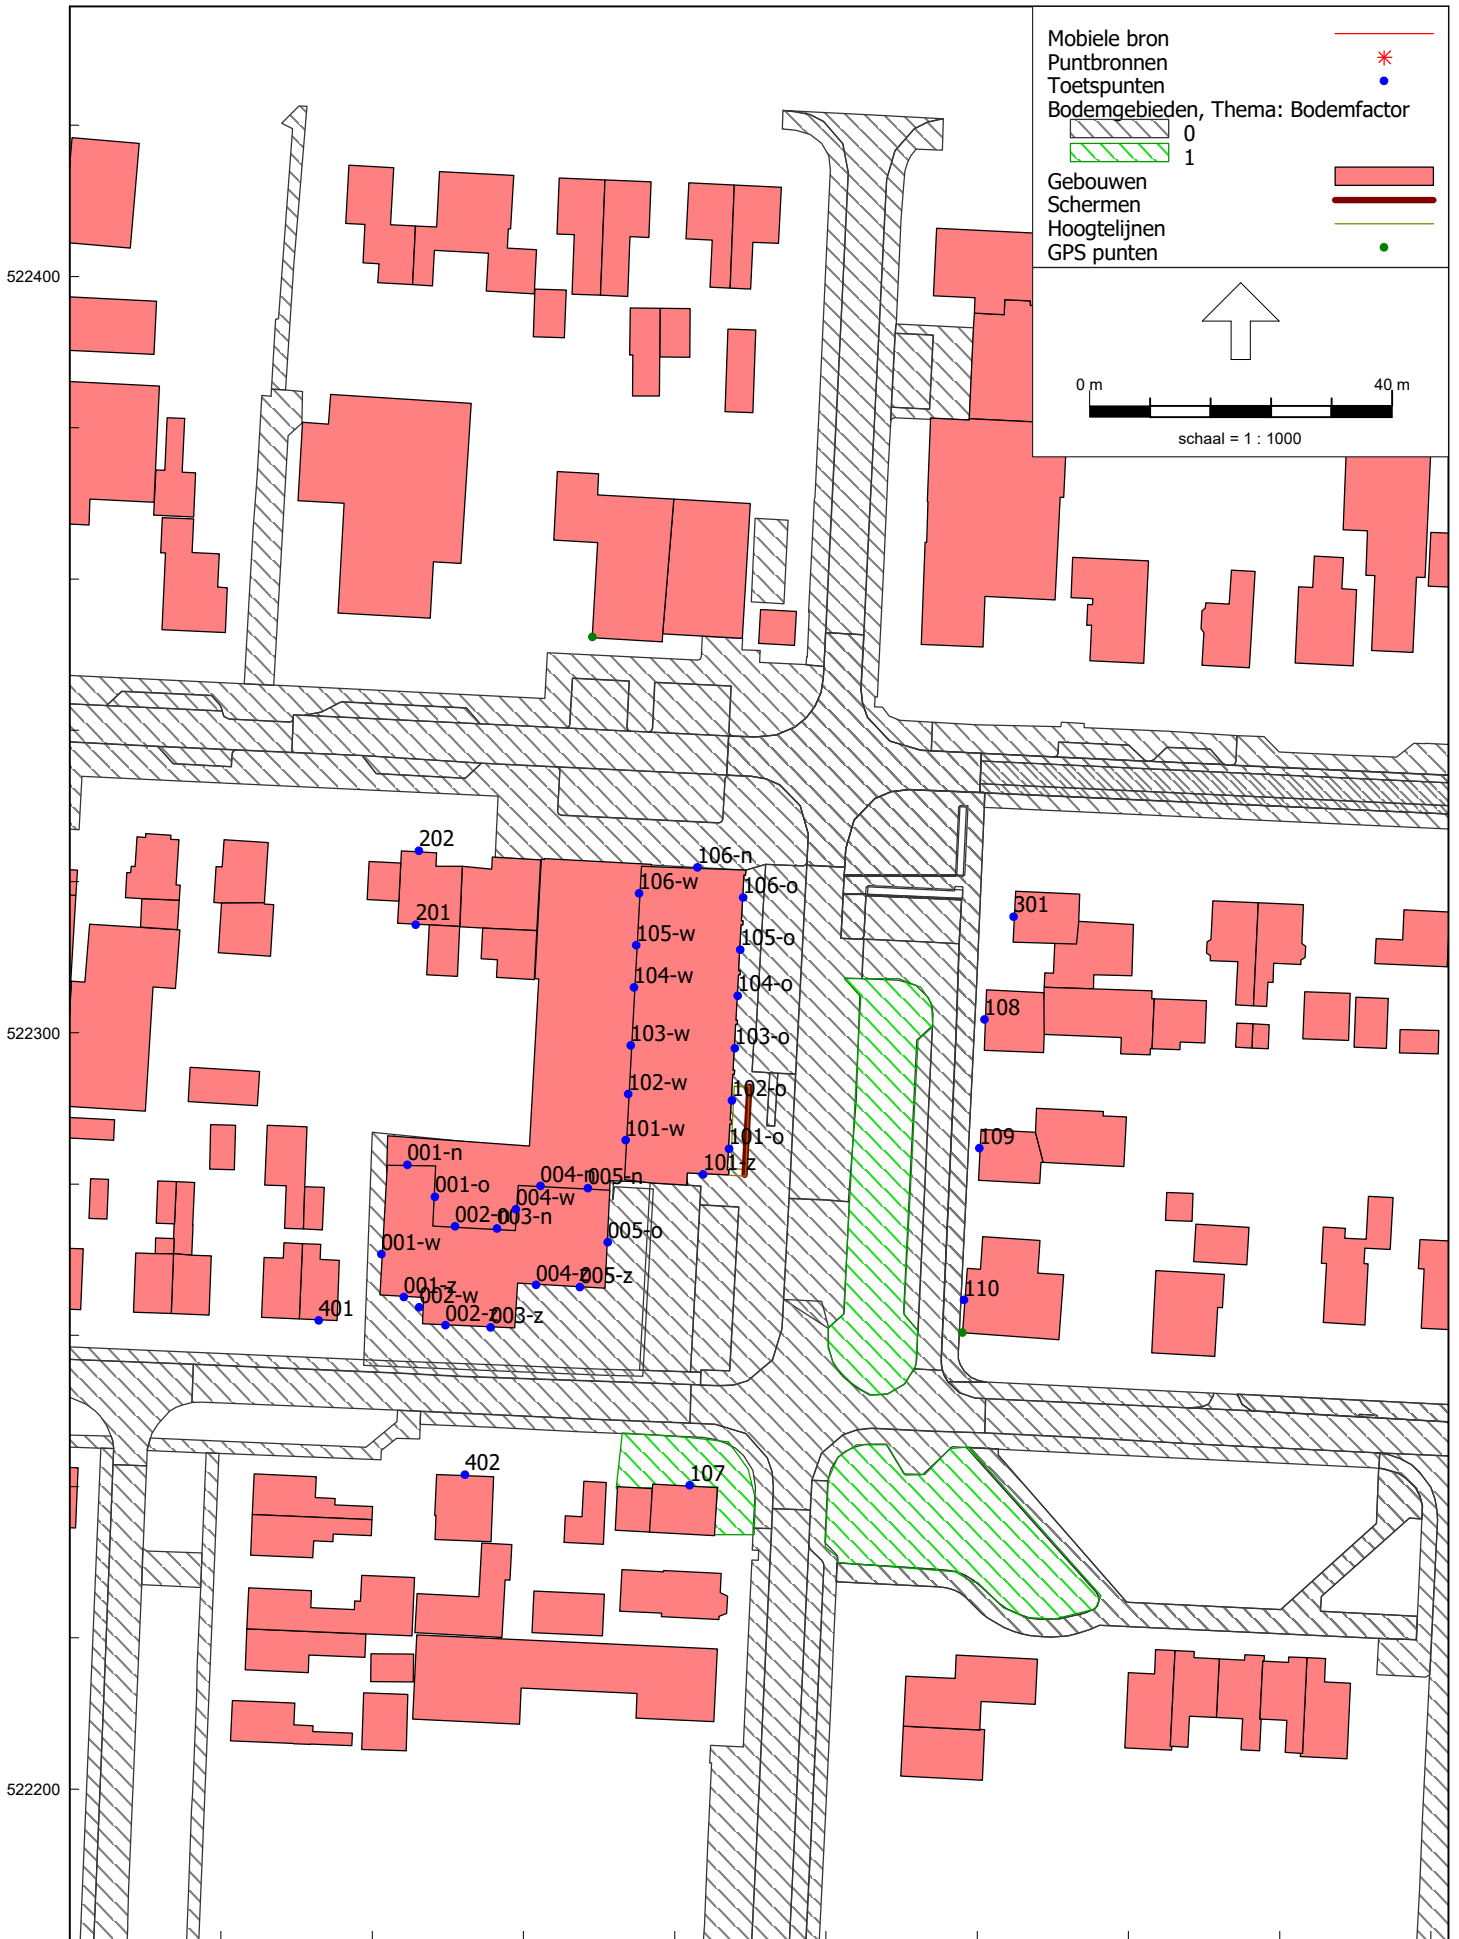 Mobiele bron
Puntbronnen
Toetspunten
Bodemgebieden, Thema: Bodemfactor
0
1
Gebouwen
Schermen
Hoogtelijnen
GPS punten
522400
0 m
40 m
schaal = 1 : 1000
202
106-n
106-w
106-o
301
201
105-w
105-o
104-w
104-o
108
522300
103-w
103-o
102-w
102-o
101-w
101-o
109
001-n
101-z
004-n
005-n
001-o
004-w
002-n
003-n
005-o
001-w
004-z
005-z
001-z
002-w
110
401
002-z
003-z
402
107
522200